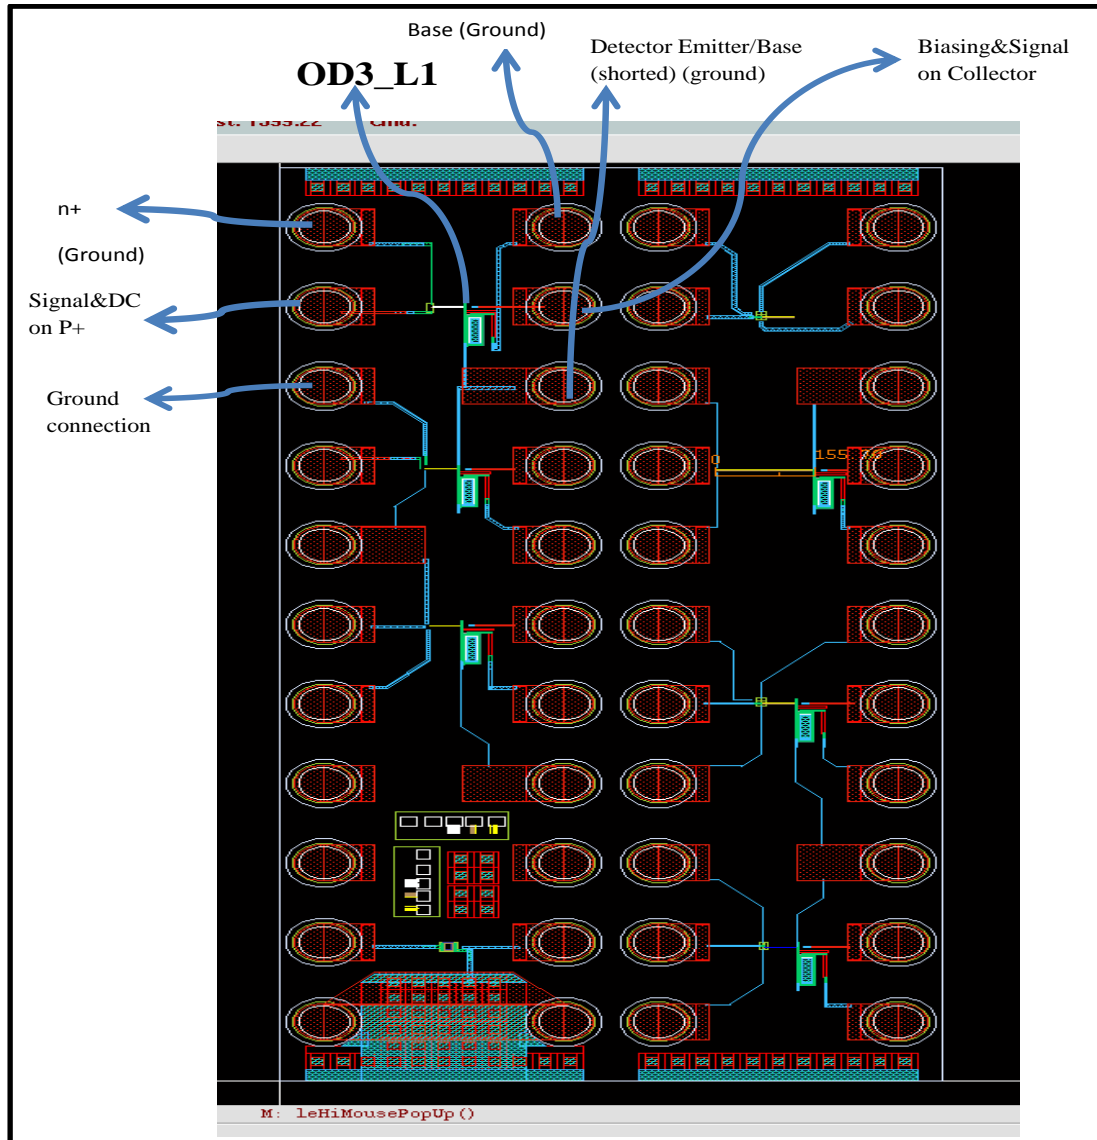 Base (Ground)
OD3_L1
Detector Emitter/Base
(shorted) (ground)
Biasing&Signal
on Collector
n+
(Ground)
Signal&DC
on P+
Ground
connection
0
M: leHiMousePopUp()